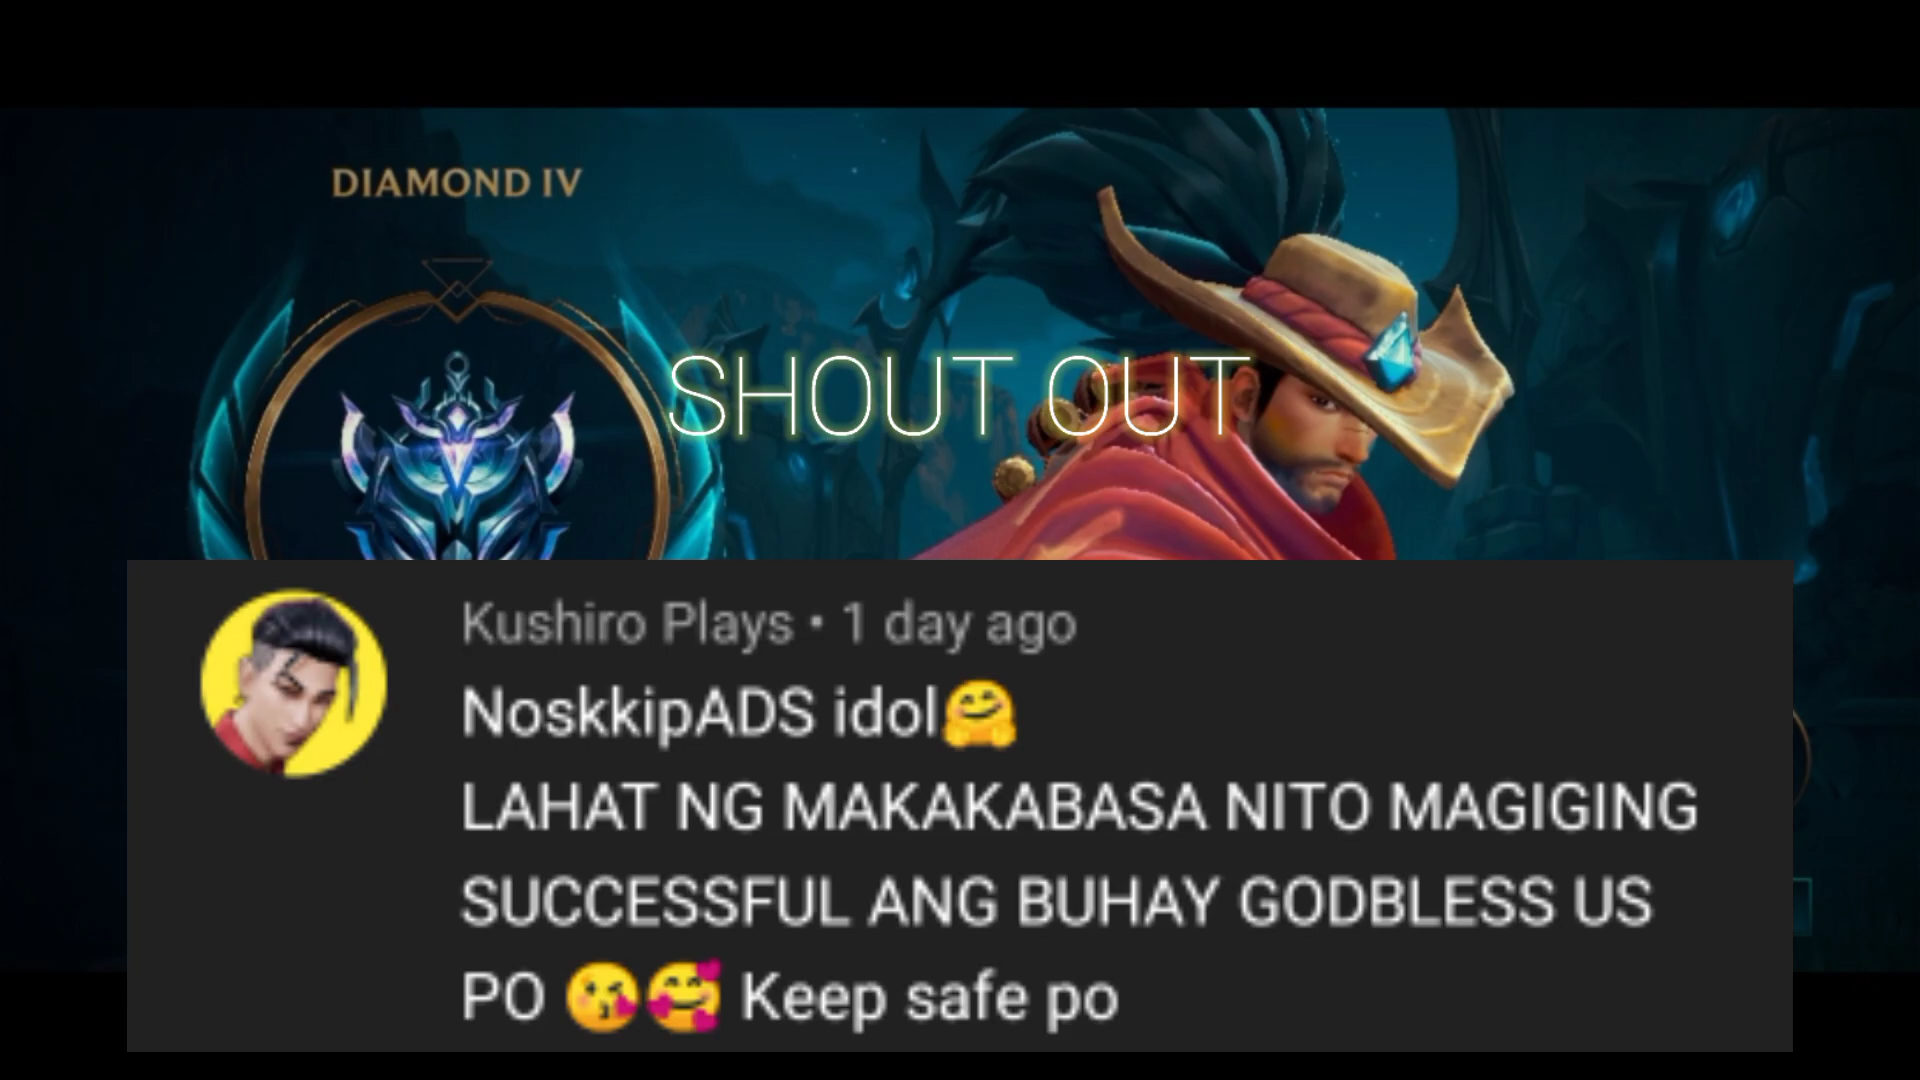 DIAMOND IV
SHOUT OUT
Kushiro Plays • 1 day ago
NoskkipADS idol🤗
LAHAT NG MAKAKABASA NITO MAGIGING
SUCCESSFUL ANG BUHAY GODBLESS US
PO 😘🥰 Keep safe po